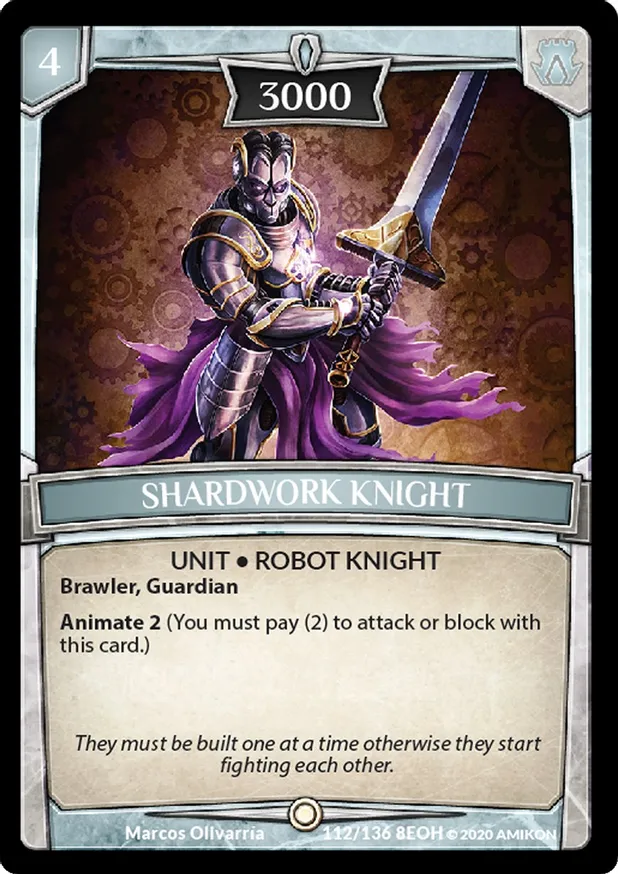 4
3000
SHARDWORK KNIGHT
UNIT • ROBOT KNIGHT
Brawler, Guardian
Animate 2 (You must pay (2) to attack or block with
this card.)
They must be built one at a time otherwise they start
fighting each other.
Marcos Ollvarria 112/136 8EOH © 2020 AMIKON